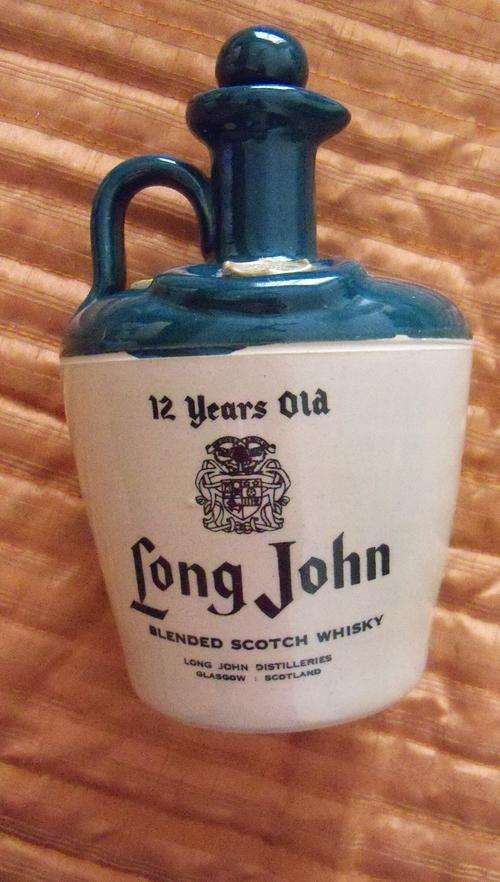 12 Years Old
Long John
BLENDED SCOTCH WHISKY
LONG JOHN DISTILLERIES
GLASGOW : SCOTLAND